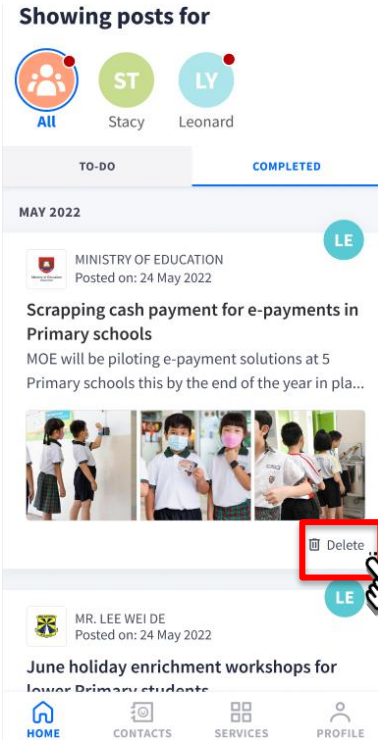 Showing posts for
ST
LY
All
Stacy
Leonard
TO-DO
COMPLETED
MAY 2022
LE
MINISTRY OF EDUCATION
Posted on: 24 May 2022
Scrapping cash payment for e-payments in
Primary schools
MOE will be piloting e-payment solutions at 5
Primary schools this by the end of the year in pla...
Delete
LE
MR. LEE WEI DE
Posted on: 24 May 2022
June holiday enrichment workshops for
lower Primary students
HOME
CONTACTS
SERVICES
PROFILE